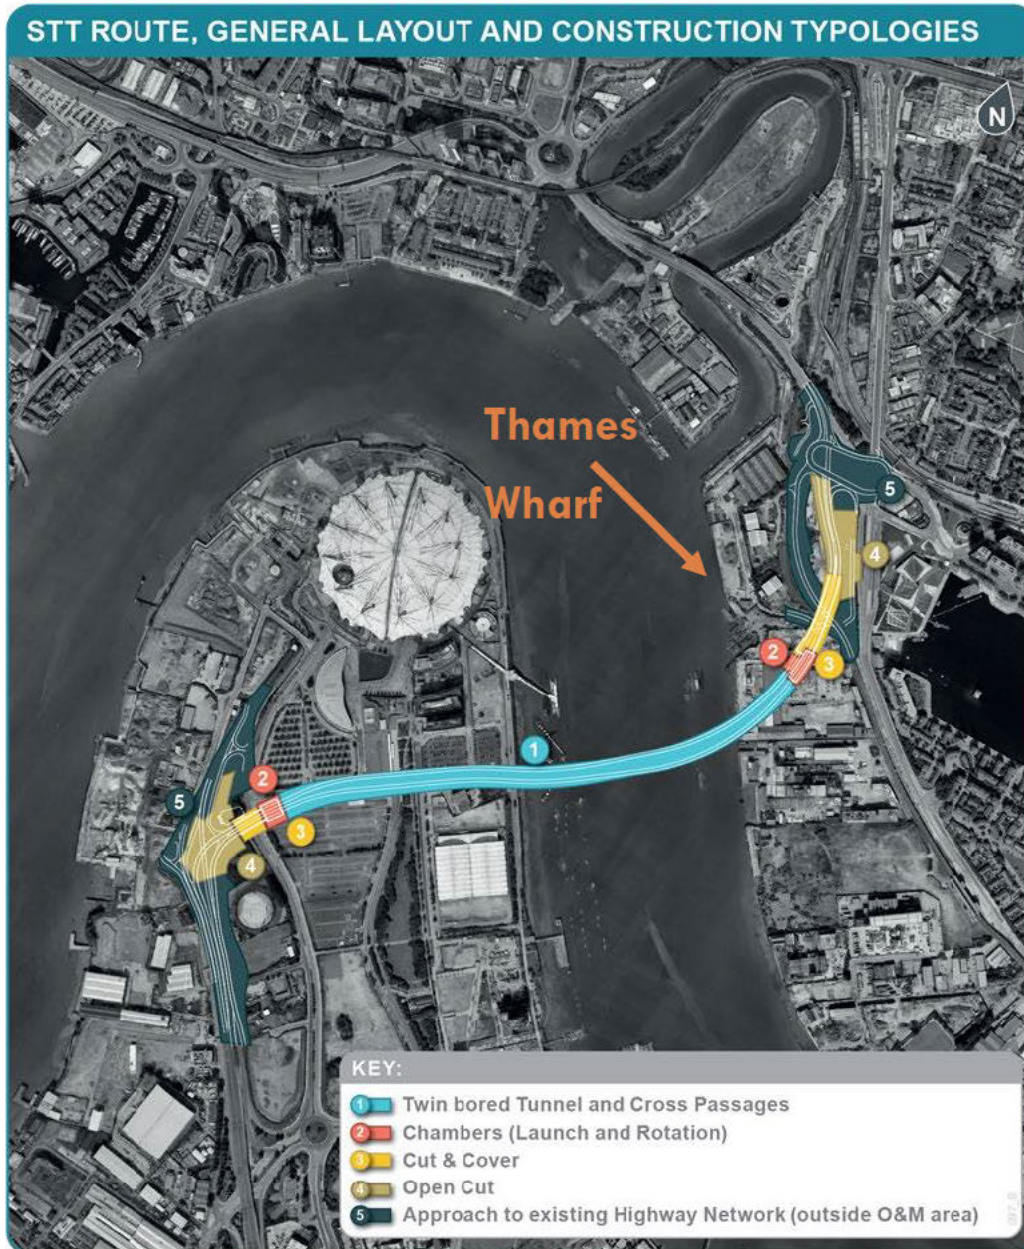 STT ROUTE, GENERAL LAYOUT AND CONSTRUCTION TYPOLOGIES
N
Thames
Wharf
5
4
2
3
1
2
5
3
4
KEY:
1 Twin bored Tunnel and Cross Passages
2 Chambers (Launch and Rotation)
3 Cut & Cover
4 Open Cut
5 Approach to existing Highway Network (outside O&M area)